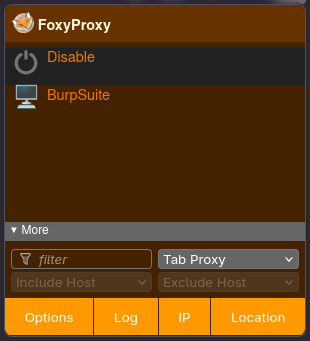 FoxyProxy
Disable
BurpSuite
▾ More
filter
Tab Proxy
Include Host
Exclude Host
Options
Log
IP
Location